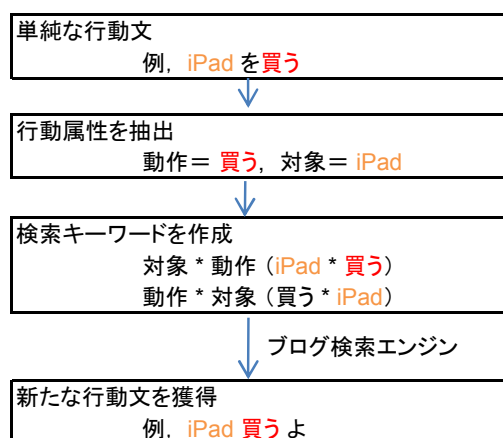 単純な行動文
例, iPad を買う
行動属性を抽出
動作＝ 買う, 対象＝ iPad
検索キーワードを作成
対象 * 動作 (iPad * 買う)
動作 * 対象 (買う * iPad)
ブログ検索エンジン
新たな行動文を獲得
例, iPad 買う よ